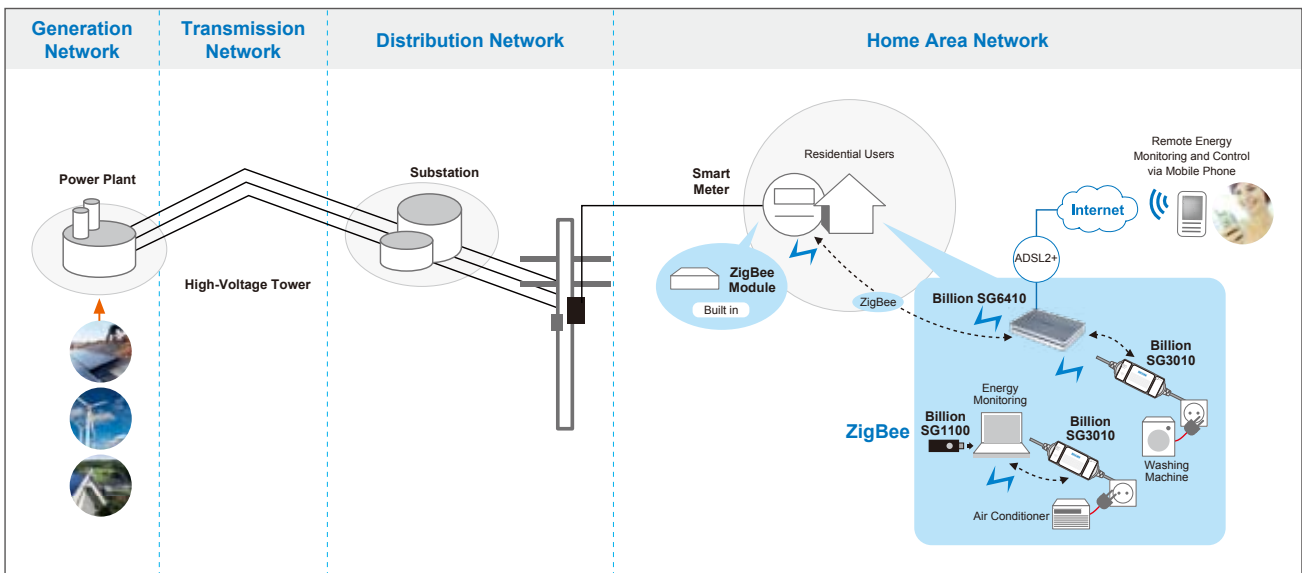 Generation
Network
Transmission
Network
Distribution Network
Home Area Network
Power Plant
High-Voltage Tower
Substation
Smart
Meter
Residential Users
ZigBee
Module
Built in
ZigBee
Remote Energy
Monitoring and Control
via Mobile Phone
Internet
ADSL2+
Billion SG6410
Billion
SG3010
Energy
Monitoring
Billion
SG1100
Billion
SG3010
ZigBee
Washing
Machine
Air Conditioner